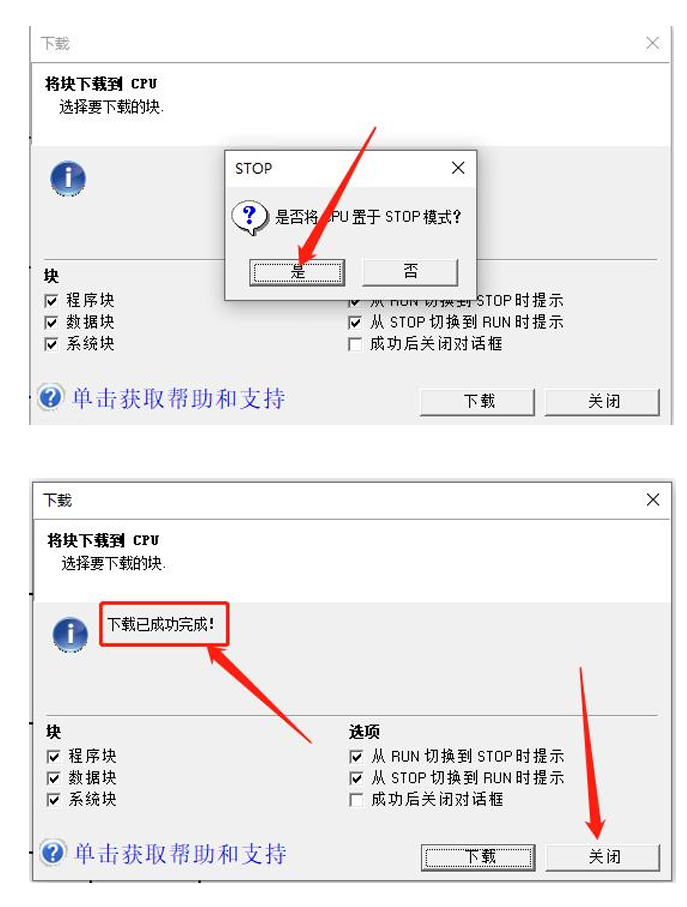 下载
将块下载到 CPU
选择要下载的块.
STOP
是否将 CPU 置于 STOP 模式?
是 否
块
程序块 从 RUN 切换到 STOP 时提示
数据块 从 STOP 切换到 RUN 时提示
系统块 成功后关闭对话框
单击获取帮助和支持 下载 关闭
下载
将块下载到 CPU
选择要下载的块.
下载已成功完成!
块 选项
程序块 从 RUN 切换到 STOP 时提示
数据块 从 STOP 切换到 RUN 时提示
系统块 成功后关闭对话框
单击获取帮助和支持 下载 关闭